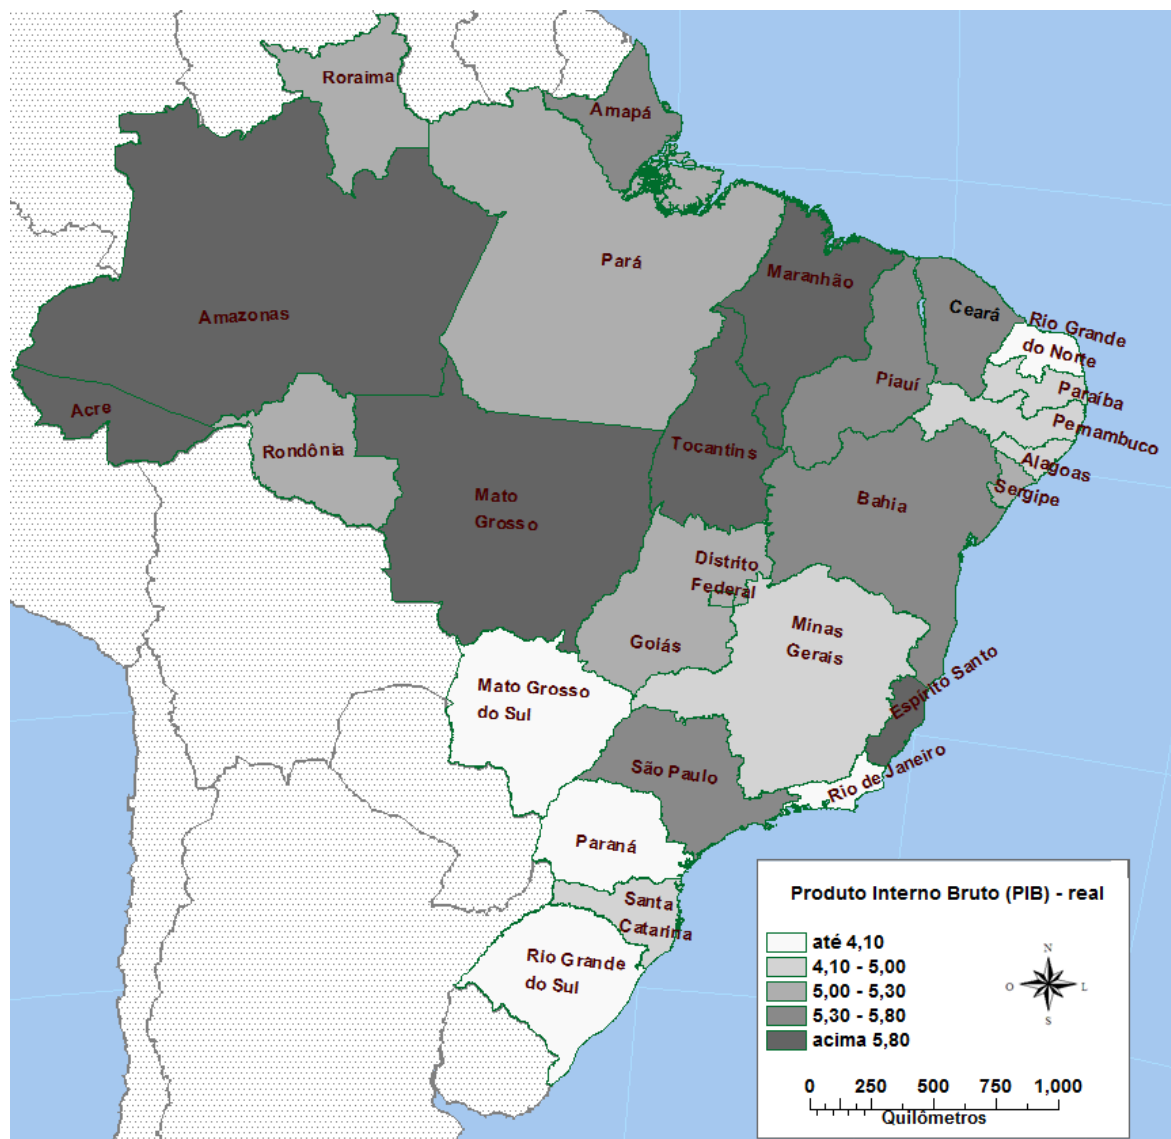 Roraima
Amapá
Pará
Maranhão
Ceará
Rio Grande
do Norte
Amazonas
Piauí
Paraíba
Acre
Pernambuco
Rondônia
Tocantins
Alagoas
Mato
Grosso
Bahia
Sergipe
Distrito
Federal
Minas
Gerais
Goiás
Espírito Santo
Mato Grosso
do Sul
São Paulo
Rio de Janeiro
Paraná
Santa
Catarina
Rio Grande
do Sul
Produto Interno Bruto (PIB) - real
até 4,10
4,10 - 5,00
5,00 - 5,30
5,30 - 5,80
acima 5,80
N
O L
S
0 250 500 750 1,000
Quilômetros